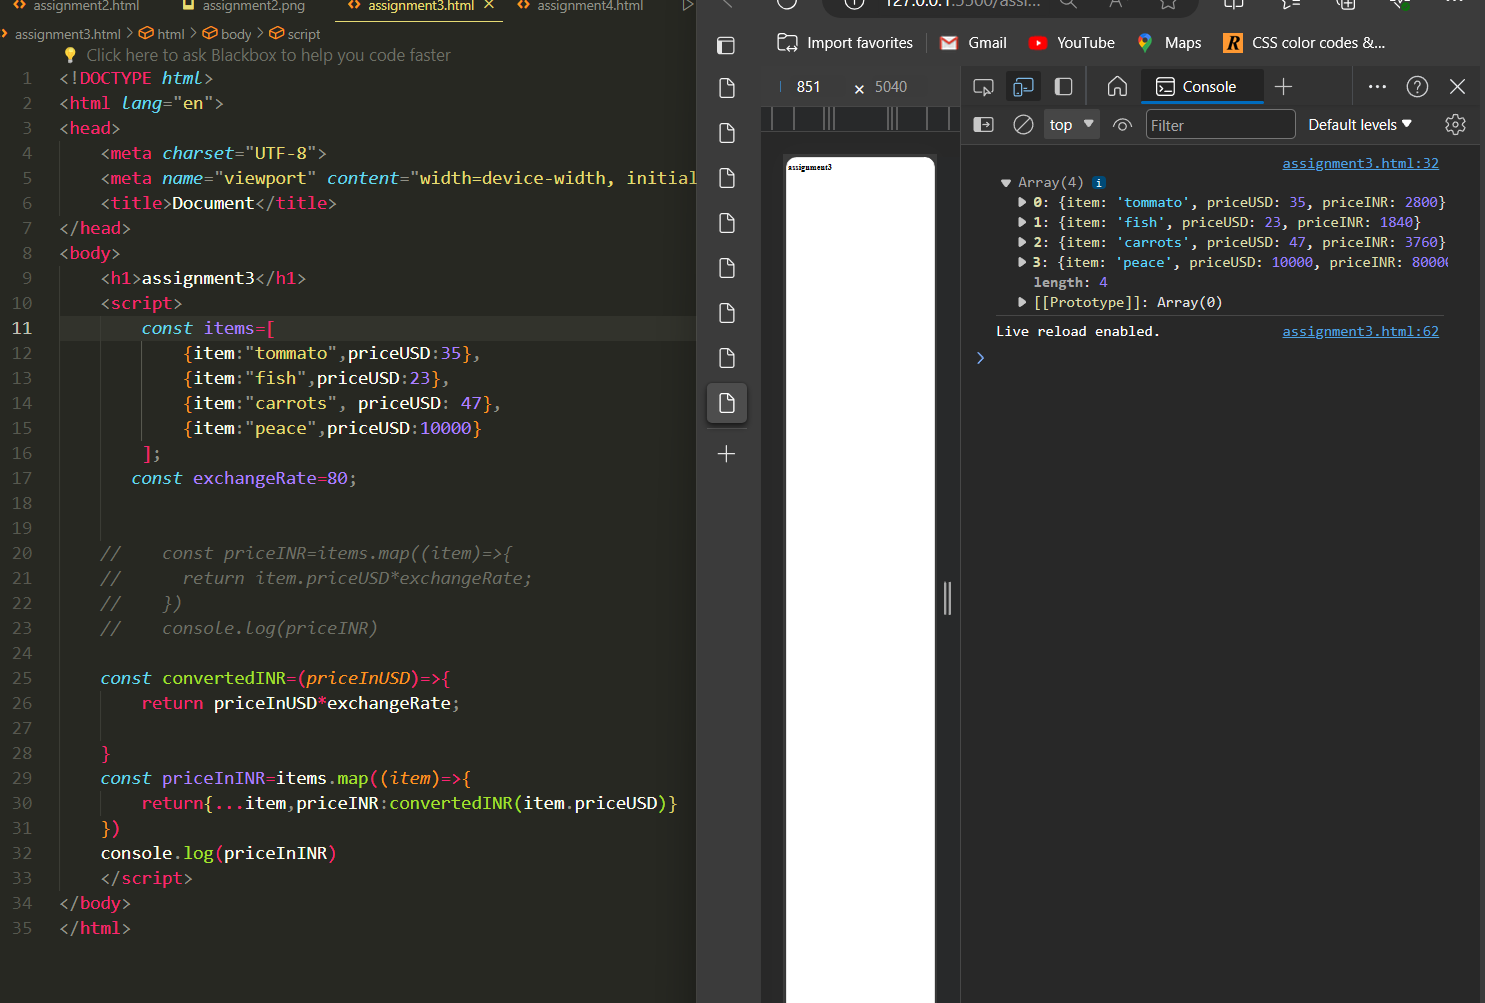 assignment2.html assignment2.png assignment3.html × assignment4.html
assignment3.html > html > body > script
Click here to ask Blackbox to help you code faster
1 <!DOCTYPE html>
2 <html lang="en">
3 <head>
4 <meta charset="UTF-8">
5 <meta name="viewport" content="width=device-width, initial
6 <title>Document</title>
7 </head>
8 <body>
9 <h1>assignment3</h1>
10 <script>
11 const items=[
12 {item:"tommato",priceUSD:35},
13 {item:"fish",priceUSD:23},
14 {item:"carrots", priceUSD: 47},
15 {item:"peace",priceUSD:10000}
16 ];
17 const exchangeRate=80;
18
19
20 // const priceINR=items.map((item)=>{
21 // return item.priceUSD*exchangeRate;
22 // })
23 // console.log(priceINR)
24
25 const convertedINR=(priceInUSD)=>{
26 return priceInUSD*exchangeRate;
27
28 }
29 const priceInINR=items.map((item)=>{
30 return{...item,priceINR:convertedINR(item.priceUSD)}
31 })
32 console.log(priceInINR)
33 </script>
34 </body>
35 </html>
127.0.0.1:5500/assi...
Import favorites Gmail YouTube Maps R CSS color codes &...
851 × 5040
Console
top Filter Default levels
assignment3
assignment3.html:32
Array(4) i
0: {item: 'tommato', priceUSD: 35, priceINR: 2800}
1: {item: 'fish', priceUSD: 23, priceINR: 1840}
2: {item: 'carrots', priceUSD: 47, priceINR: 3760}
3: {item: 'peace', priceUSD: 10000, priceINR: 80000
length: 4
[[Prototype]]: Array(0)
Live reload enabled. assignment3.html:62